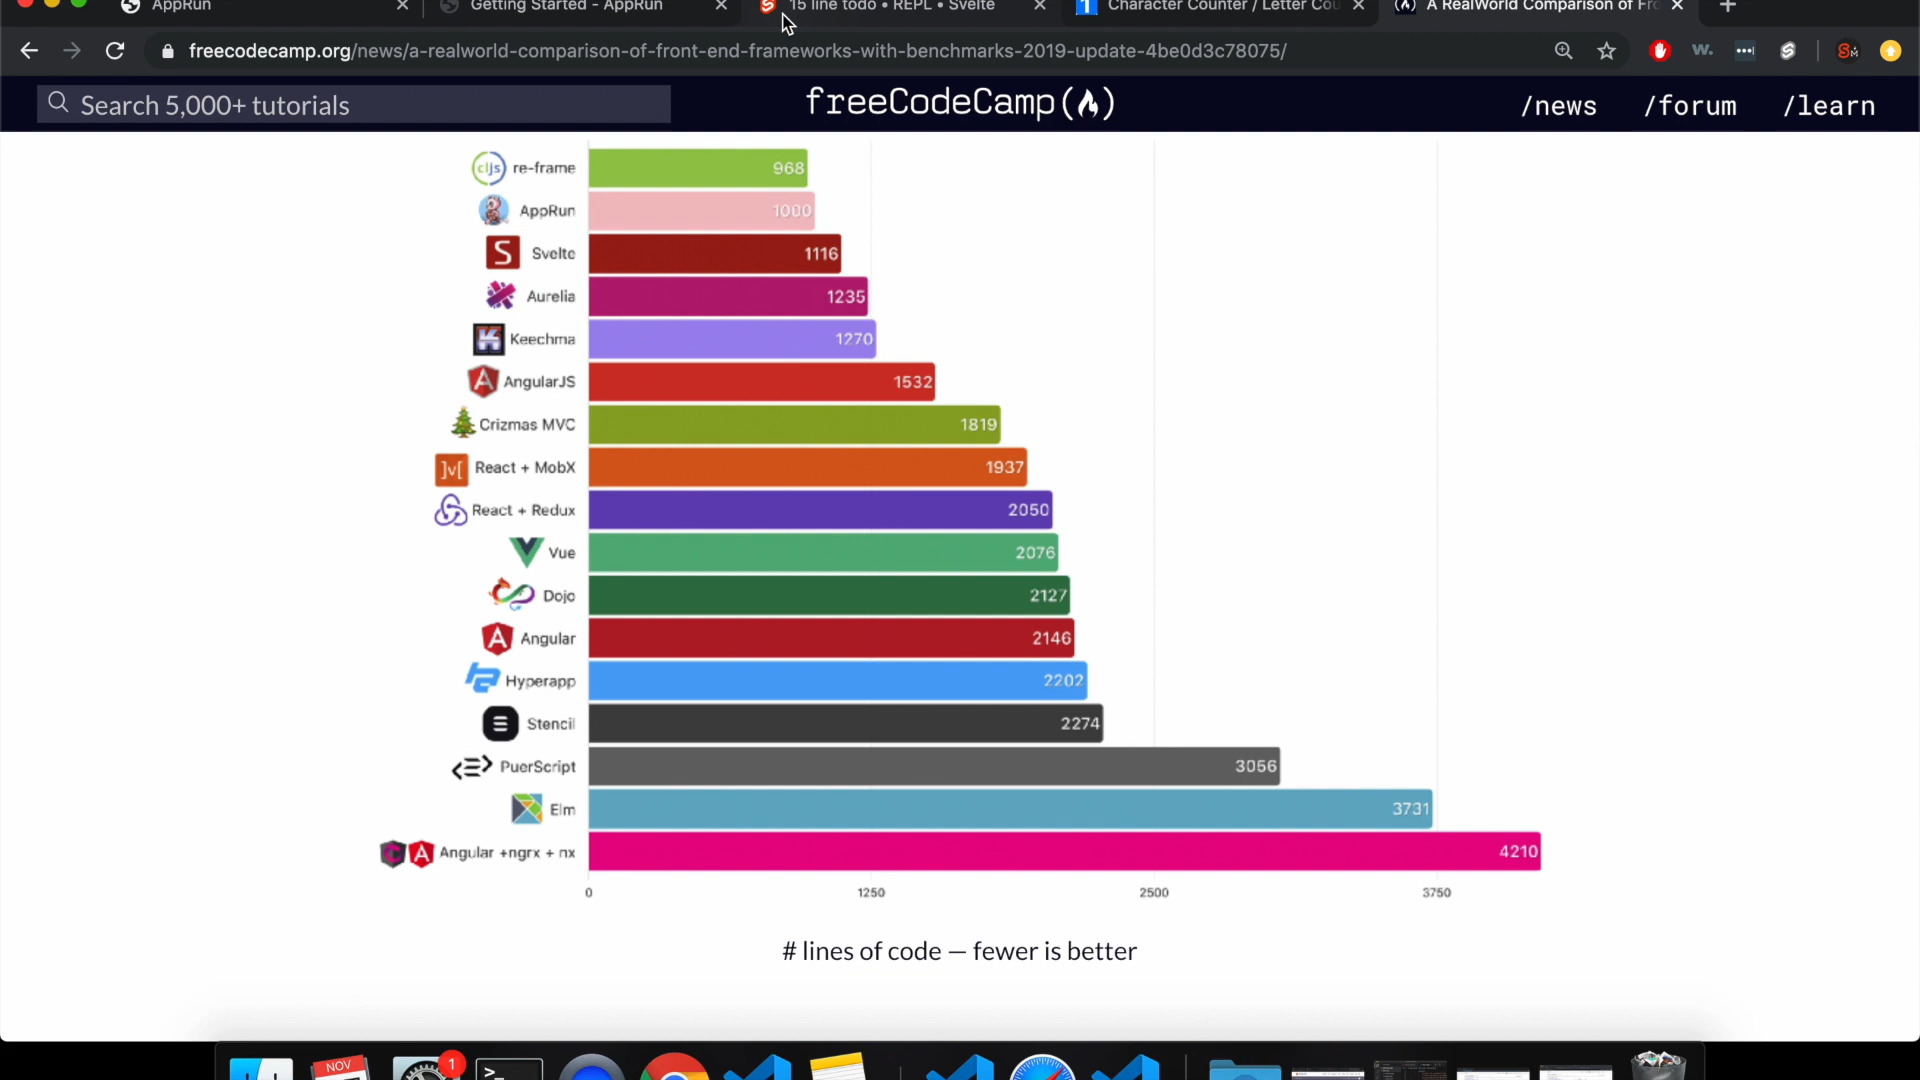 AppRun
Getting Started - AppRun
15 line todo • REPL • Svelte
Character Counter / Letter Cou
A RealWorld Comparison of Fro
freecodecamp.org/news/a-realworld-comparison-of-front-end-frameworks-with-benchmarks-2019-update-4be0d3c78075/
Search 5,000+ tutorials
freeCodeCamp
/news
/forum
/learn
re-frame 968
AppRun 1000
Svelte 1116
Aurelia 1235
Keechma 1270
AngularJS 1532
Crizmas MVC 1819
React + MobX 1937
React + Redux 2050
Vue 2076
Dojo 2127
Angular 2146
Hyperapp 2202
Stencil 2274
PuerScript 3056
Elm 3731
Angular +ngrx + nx 4210
0 1250 2500 3750
# lines of code — fewer is better
NOV
1